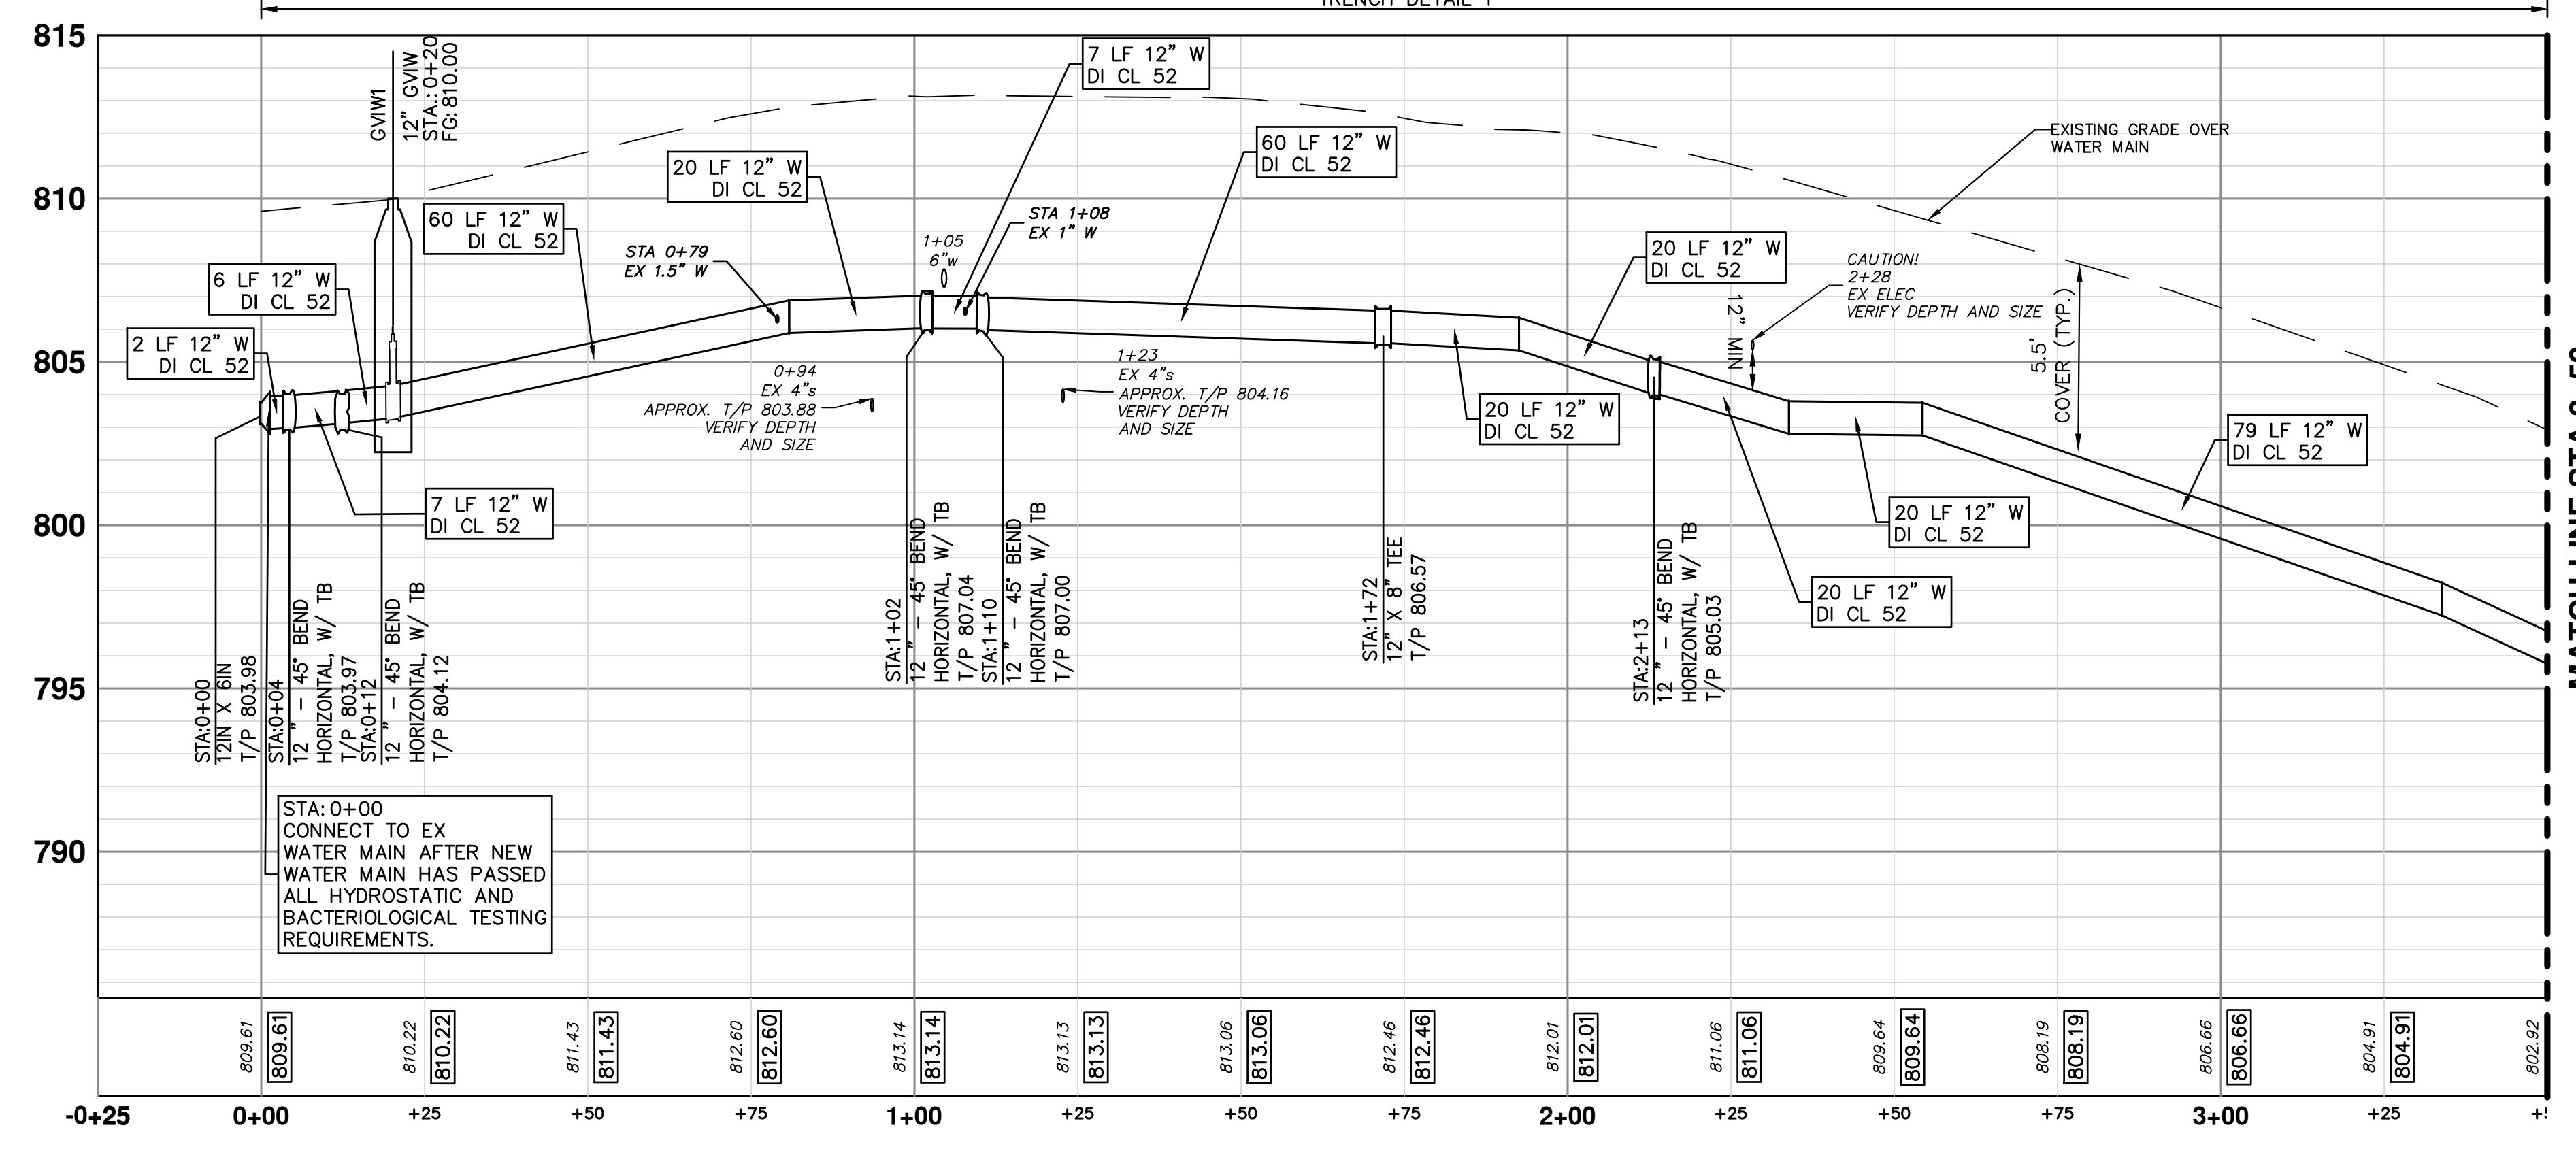 TRENCH DETAIL 1
815
810
805
800
795
790
GVIW1
12" GVIW
STA.:0+20
FG:810.00
7 LF 12" W
DI CL 52
60 LF 12" W
DI CL 52
EXISTING GRADE OVER
WATER MAIN
20 LF 12" W
DI CL 52
60 LF 12" W
DI CL 52
STA 0+79
EX 1.5" W
1+05
6"w
STA 1+08
EX 1" W
20 LF 12" W
DI CL 52
CAUTION!
2+28
EX ELEC
VERIFY DEPTH AND SIZE
12" MIN
5.5'
COVER (TYP.)
6 LF 12" W
DI CL 52
2 LF 12" W
DI CL 52
0+94
EX 4"s
APPROX. T/P 803.88
VERIFY DEPTH
AND SIZE
1+23
EX 4"s
APPROX. T/P 804.16
VERIFY DEPTH
AND SIZE
20 LF 12" W
DI CL 52
79 LF 12" W
DI CL 52
7 LF 12" W
DI CL 52
20 LF 12" W
DI CL 52
20 LF 12" W
DI CL 52
STA:0+00
12IN X 6IN
T/P 803.98
STA:0+04
12 " - 45° BEND
HORIZONTAL, W/ TB
T/P 803.97
STA:0+12
12 " - 45° BEND
HORIZONTAL, W/ TB
T/P 804.12
STA:1+02
12 " - 45° BEND
HORIZONTAL, W/ TB
T/P 807.04
STA:1+10
12 " - 45° BEND
HORIZONTAL, W/ TB
T/P 807.00
STA:1+72
12" X 8" TEE
T/P 806.57
STA:2+13
12 " - 45° BEND
HORIZONTAL, W/ TB
T/P 805.03
STA:0+00
CONNECT TO EX
WATER MAIN AFTER NEW
WATER MAIN HAS PASSED
ALL HYDROSTATIC AND
BACTERIOLOGICAL TESTING
REQUIREMENTS.
809.61 809.61 810.22 810.22 811.43 811.43 812.60 812.60 813.14 813.14 813.13 813.13 813.06 813.06 812.46 812.46 812.01 812.01 811.06 811.06 809.64 809.64 808.19 808.19 806.66 806.66 804.91 804.91 802.92
-0+25 0+00 +25 +50 +75 1+00 +25 +50 +75 2+00 +25 +50 +75 3+00 +25